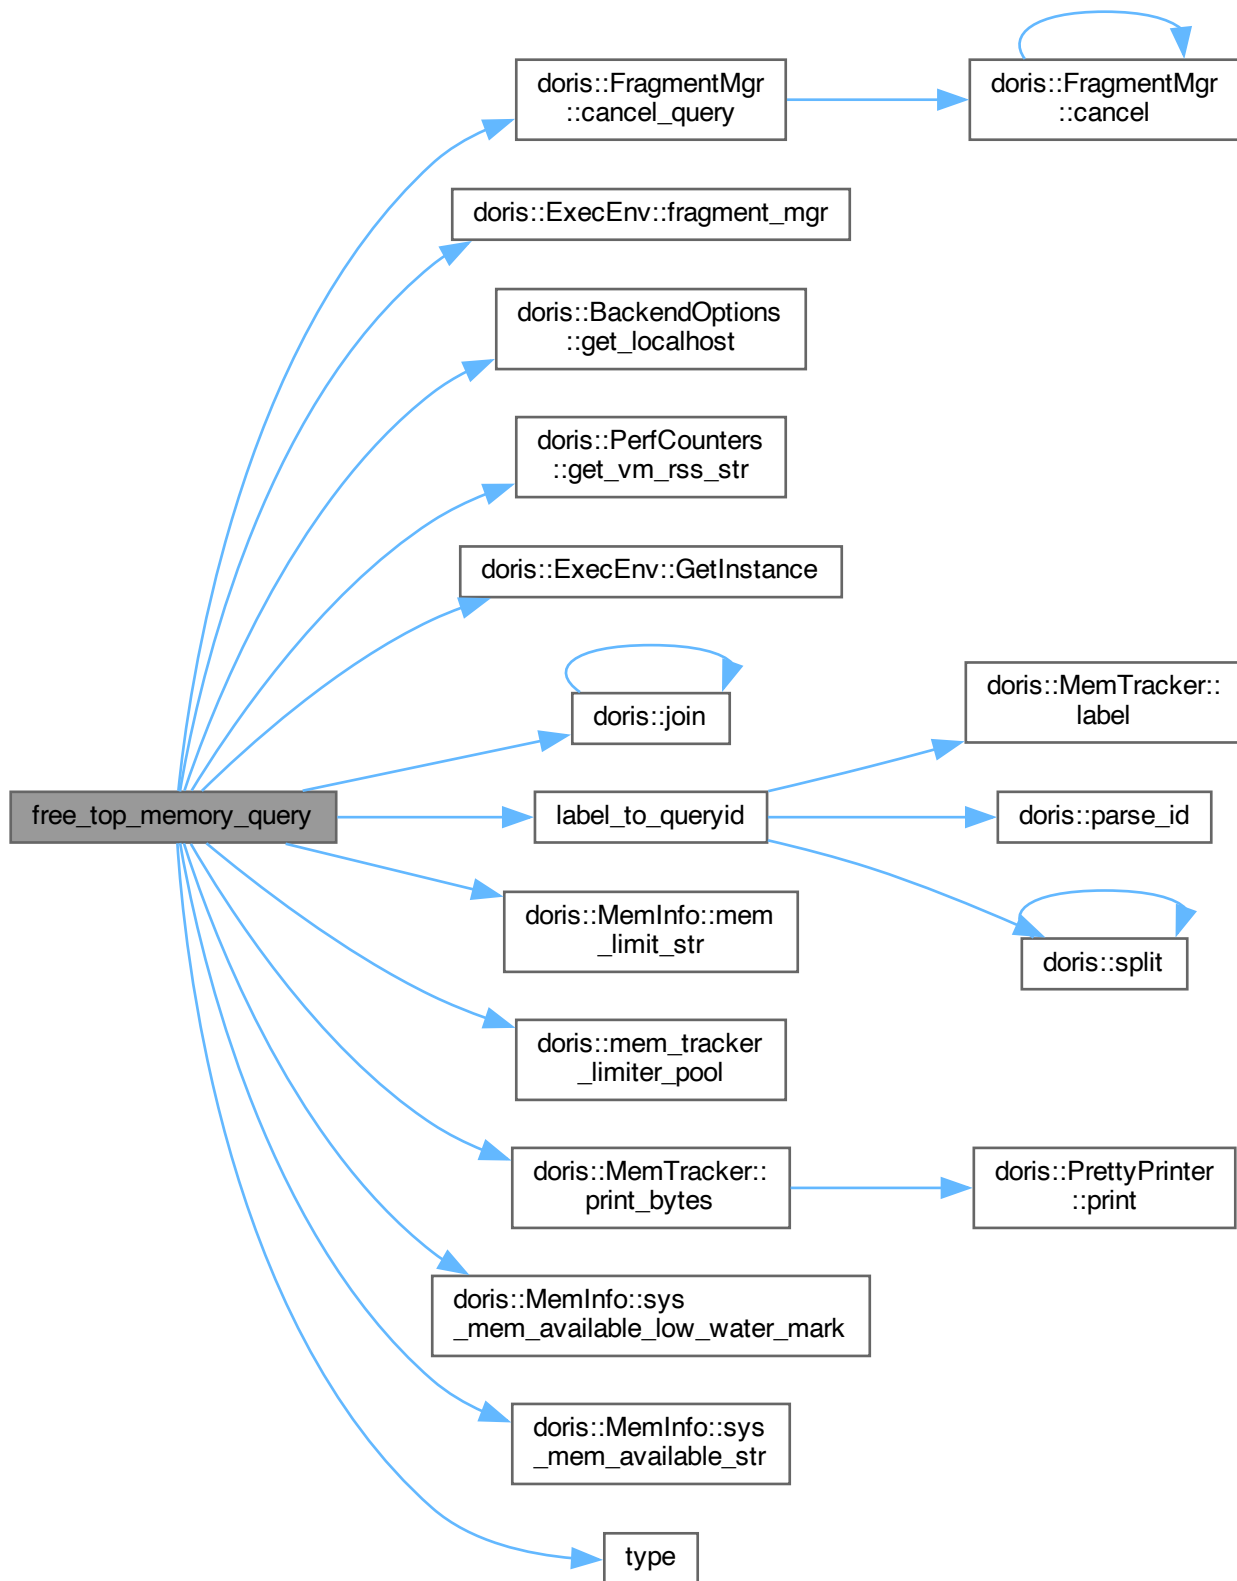 doris::FragmentMgr
::cancel_query
doris::FragmentMgr
::cancel
doris::ExecEnv::fragment_mgr
doris::BackendOptions
::get_localhost
doris::PerfCounters
::get_vm_rss_str
doris::ExecEnv::GetInstance
doris::join
doris::MemTracker::
label
free_top_memory_query
label_to_queryid
doris::parse_id
doris::MemInfo::mem
_limit_str
doris::split
doris::mem_tracker
_limiter_pool
doris::MemTracker::
print_bytes
doris::PrettyPrinter
::print
doris::MemInfo::sys
_mem_available_low_water_mark
doris::MemInfo::sys
_mem_available_str
type